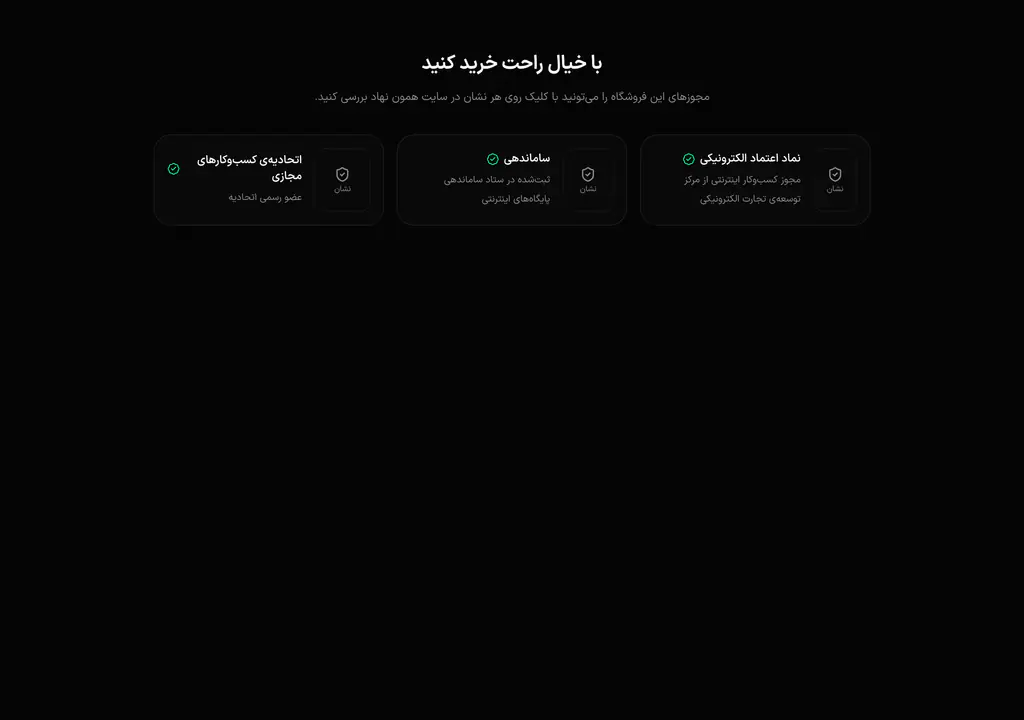 با خیال راحت خرید کنید
مجوزهای این فروشگاه را می‌تونید با کلیک روی هر نشان در سایت همون نهاد بررسی کنید.
نشان
نماد اعتماد الکترونیکی
مجوز کسب‌وکار اینترنتی از مرکز
توسعه‌ی تجارت الکترونیکی
نشان
ساماندهی
ثبت‌شده در ستاد ساماندهی
پایگاه‌های اینترنتی
نشان
اتحادیه‌ی کسب‌وکارهای
مجازی
عضو رسمی اتحادیه